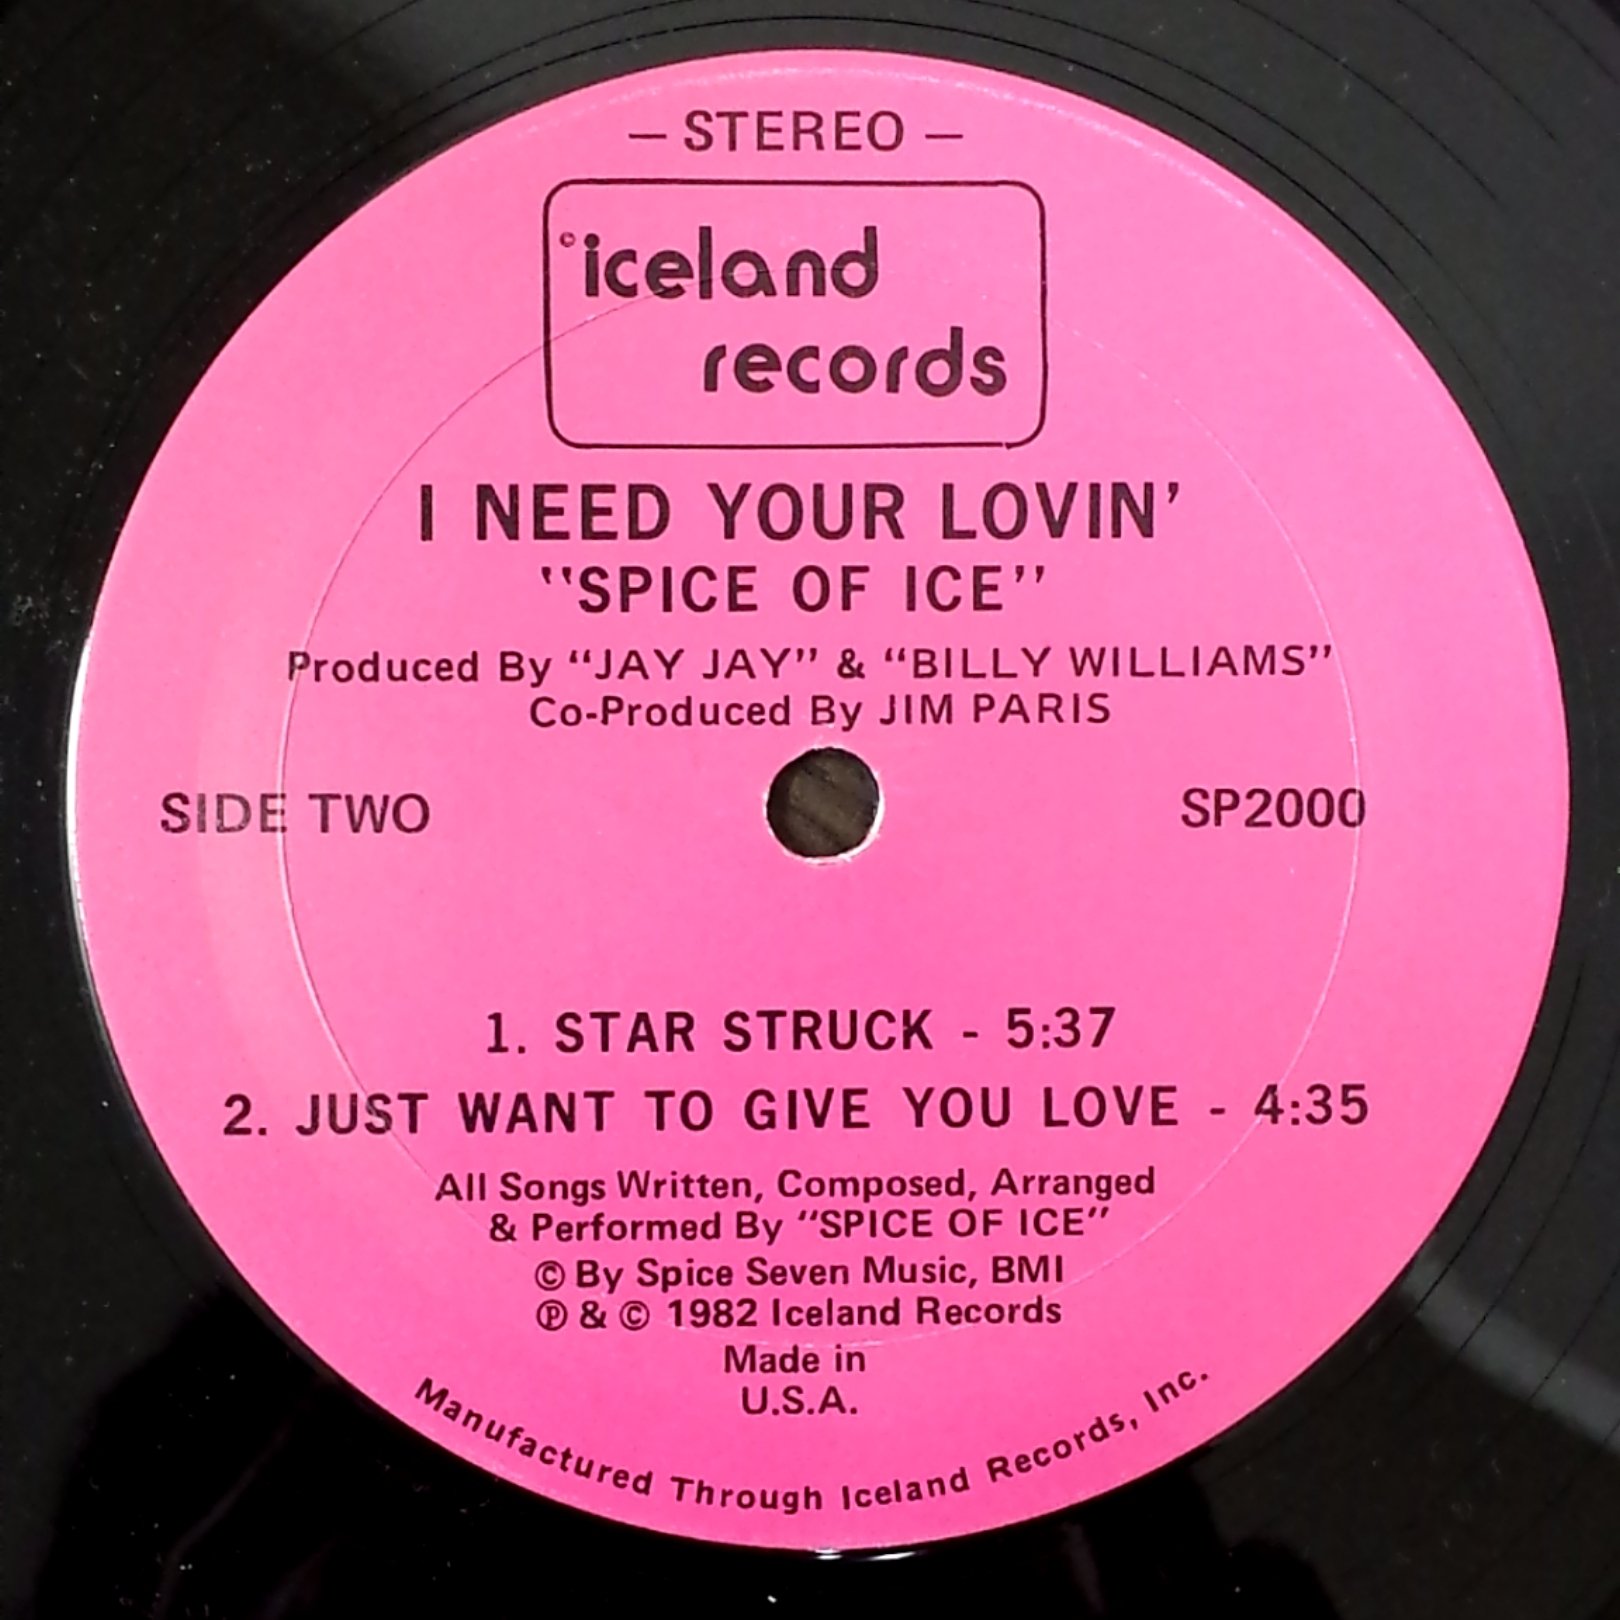 — STEREO —
© iceland
records
I NEED YOUR LOVIN'
"SPICE OF ICE"
Produced By "JAY JAY" & "BILLY WILLIAMS"
Co-Produced By JIM PARIS
SIDE TWO
SP2000
1. STAR STRUCK - 5:37
2. JUST WANT TO GIVE YOU LOVE - 4:35
All Songs Written, Composed, Arranged
& Performed By "SPICE OF ICE"
© By Spice Seven Music, BMI
℗ & © 1982 Iceland Records
Made in
U.S.A.
Manufactured Through Iceland Records, Inc.